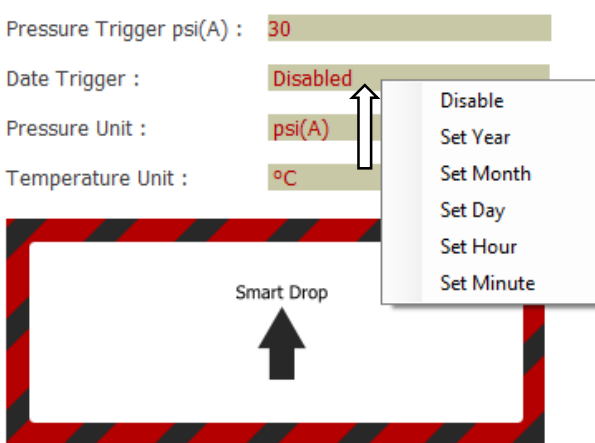 Pressure Trigger psi(A) : 30
Date Trigger : Disabled
Disable
Pressure Unit : psi(A)
Set Year
Temperature Unit : °C
Set Month
Set Day
Set Hour
Set Minute
Smart Drop